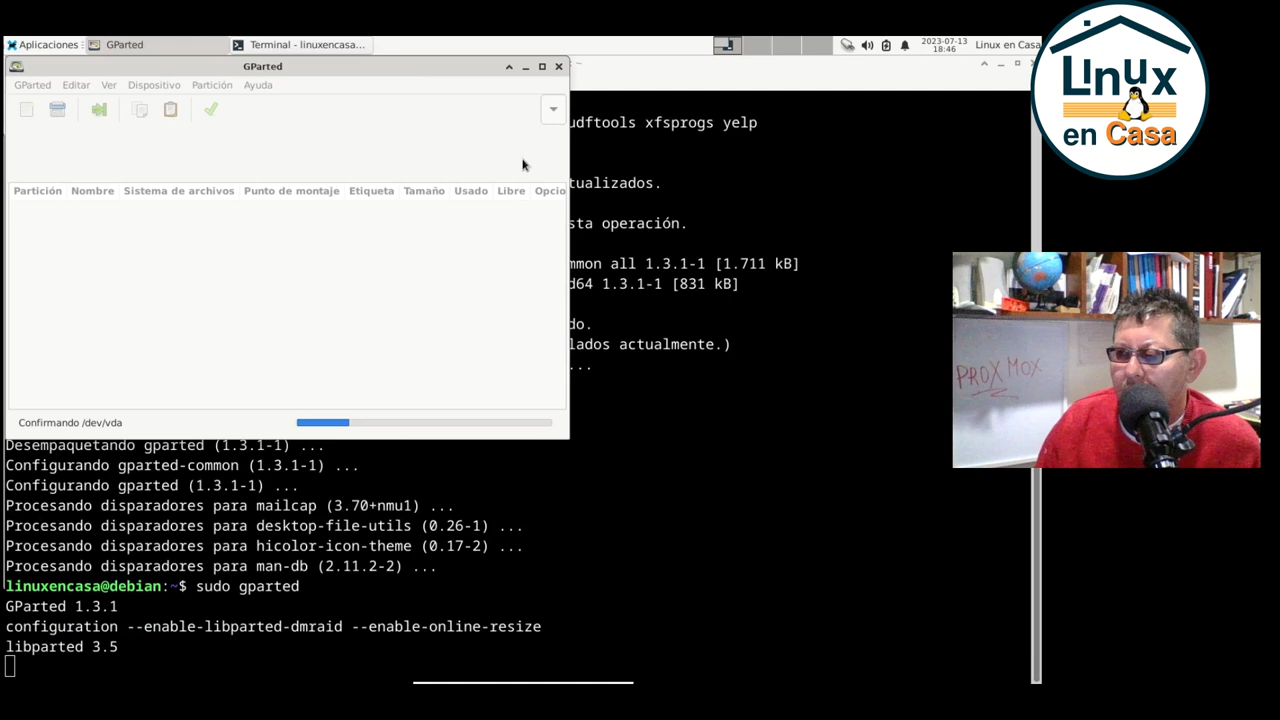 Aplicaciones
GParted
Terminal - linuxencasa...
2023-07-13
18:46
Linux en Casa
GParted
GParted Editar Ver Dispositivo Partición Ayuda
Partición Nombre Sistema de archivos Punto de montaje Etiqueta Tamaño Usado Libre Opcio
Confirmando /dev/vda
udftools xfsprogs yelp
tualizados.
sta operación.
mmon all 1.3.1-1 [1.711 kB]
d64 1.3.1-1 [831 kB]
do.
lados actualmente.)
...
Desempaquetando gparted (1.3.1-1) ...
Configurando gparted-common (1.3.1-1) ...
Configurando gparted (1.3.1-1) ...
Procesando disparadores para mailcap (3.70+nmu1) ...
Procesando disparadores para desktop-file-utils (0.26-1) ...
Procesando disparadores para hicolor-icon-theme (0.17-2) ...
Procesando disparadores para man-db (2.11.2-2) ...
linuxencasa@debian:~$ sudo gparted
GParted 1.3.1
configuration --enable-libparted-dmraid --enable-online-resize
libparted 3.5
Linux
en Casa
PROXMOX